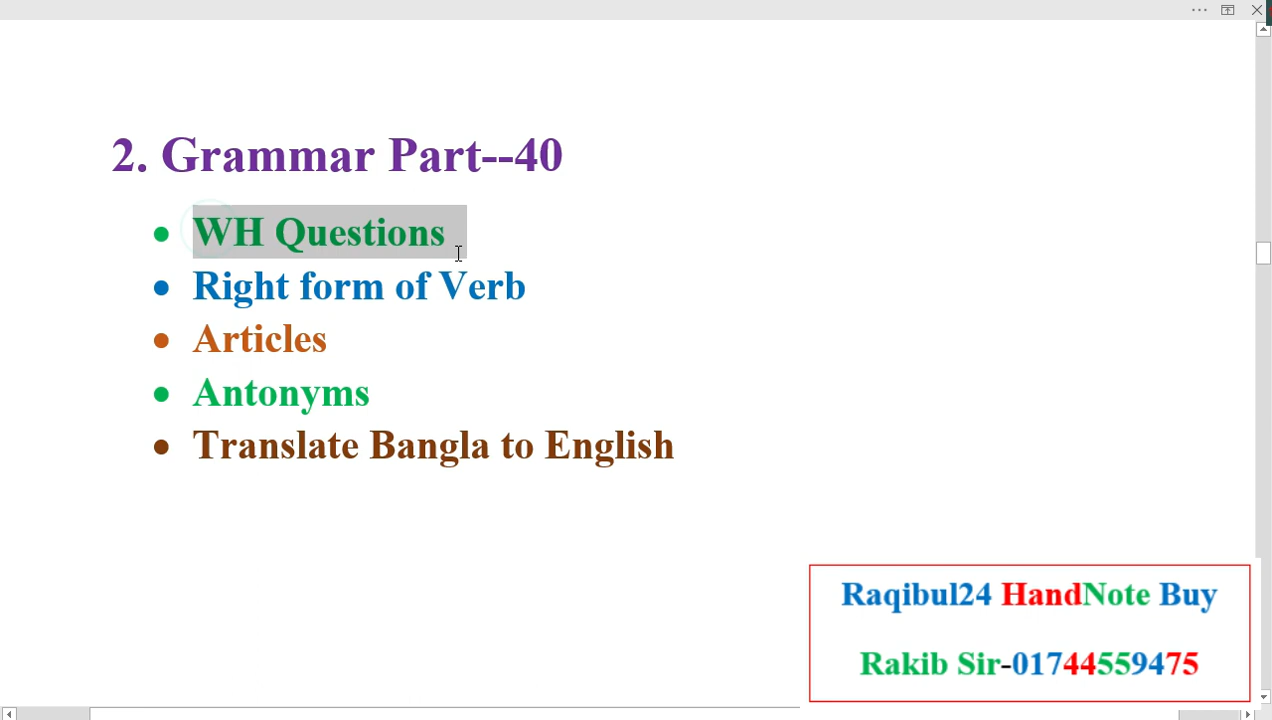 2. Grammar Part--40
• WH Questions
• Right form of Verb
• Articles
• Antonyms
• Translate Bangla to English
Raqibul24 HandNote Buy
Rakib Sir-01744559475